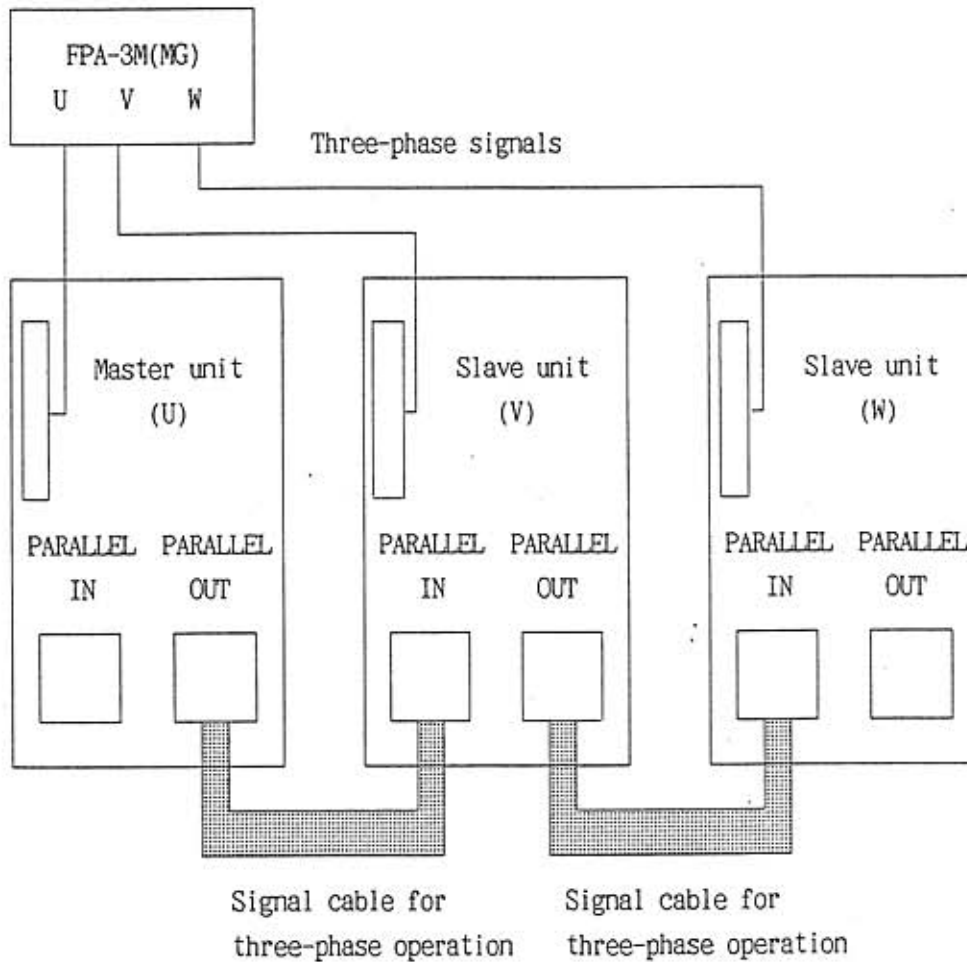 FPA-3M(MG)
U V W
Three-phase signals
Master unit
(U)
Slave unit
(V)
Slave unit
(W)
PARALLEL PARALLEL
IN OUT
PARALLEL PARALLEL
IN OUT
PARALLEL PARALLEL
IN OUT
Signal cable for
three-phase operation
Signal cable for
three-phase operation